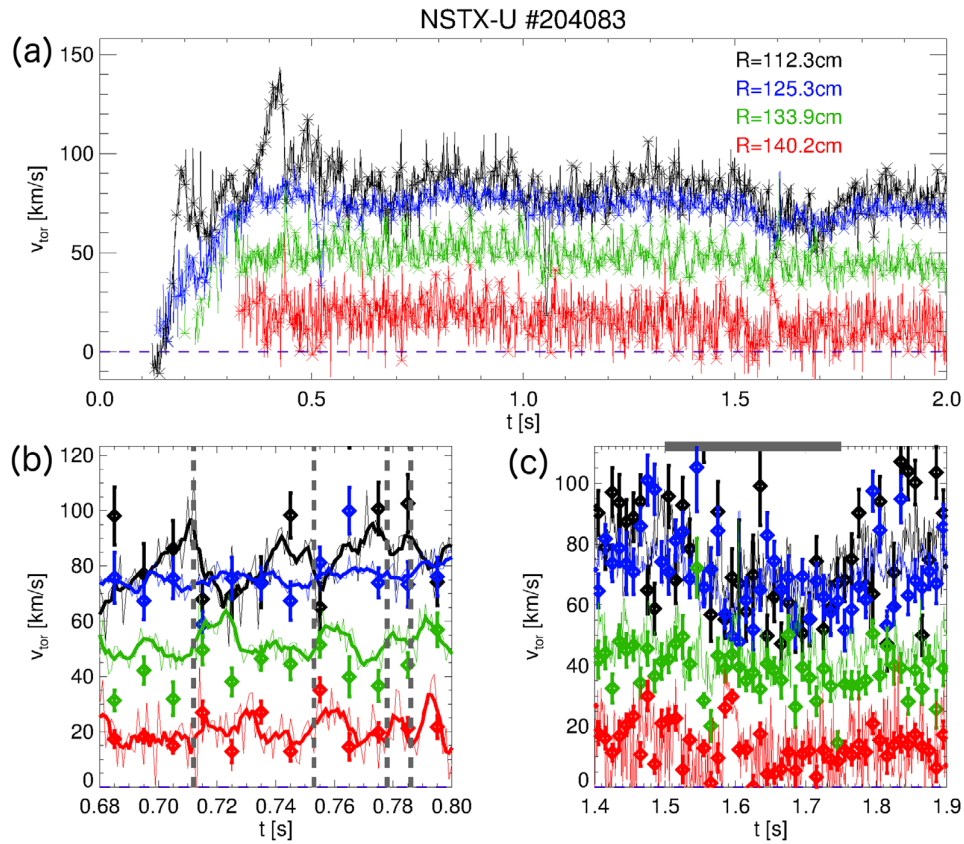 NSTX-U #204083
(a)
150
100
50
0
v_tor [km/s]
R=112.3cm
R=125.3cm
R=133.9cm
R=140.2cm
0.0 0.5 1.0 1.5 2.0
t [s]
(b)
120
100
80
60
40
20
0
v_tor [km/s]
0.68 0.70 0.72 0.74 0.76 0.78 0.80
t [s]
(c)
100
80
60
40
20
0
v_tor [km/s]
1.4 1.5 1.6 1.7 1.8 1.9
t [s]